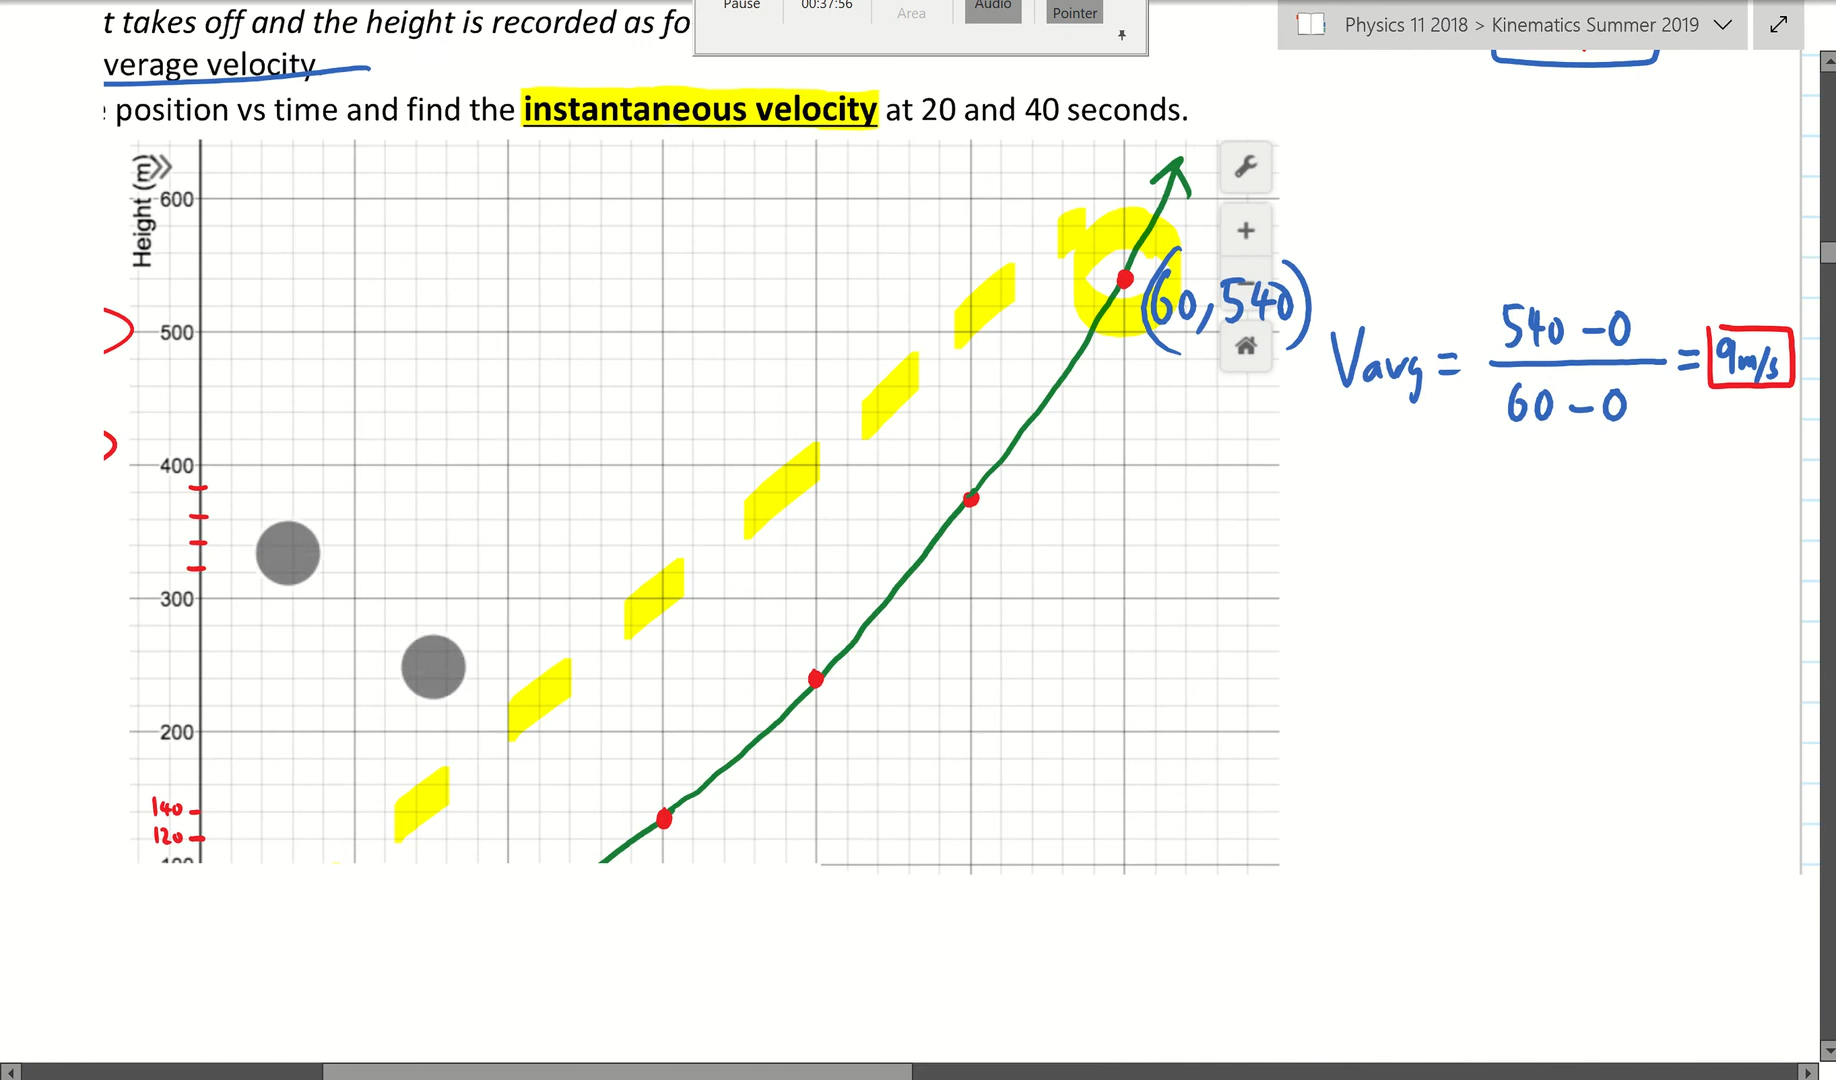 Pause
00:37:56
Area
Audio
Pointer
Physics 11 2018 > Kinematics Summer 2019
t takes off and the height is recorded as fo
verage velocity
position vs time and find the instantaneous velocity at 20 and 40 seconds.
Height (m)
600
500
400
300
200
140
120
100
(60, 540)
Vavg = 540 - 0
60 - 0
= 9m/s